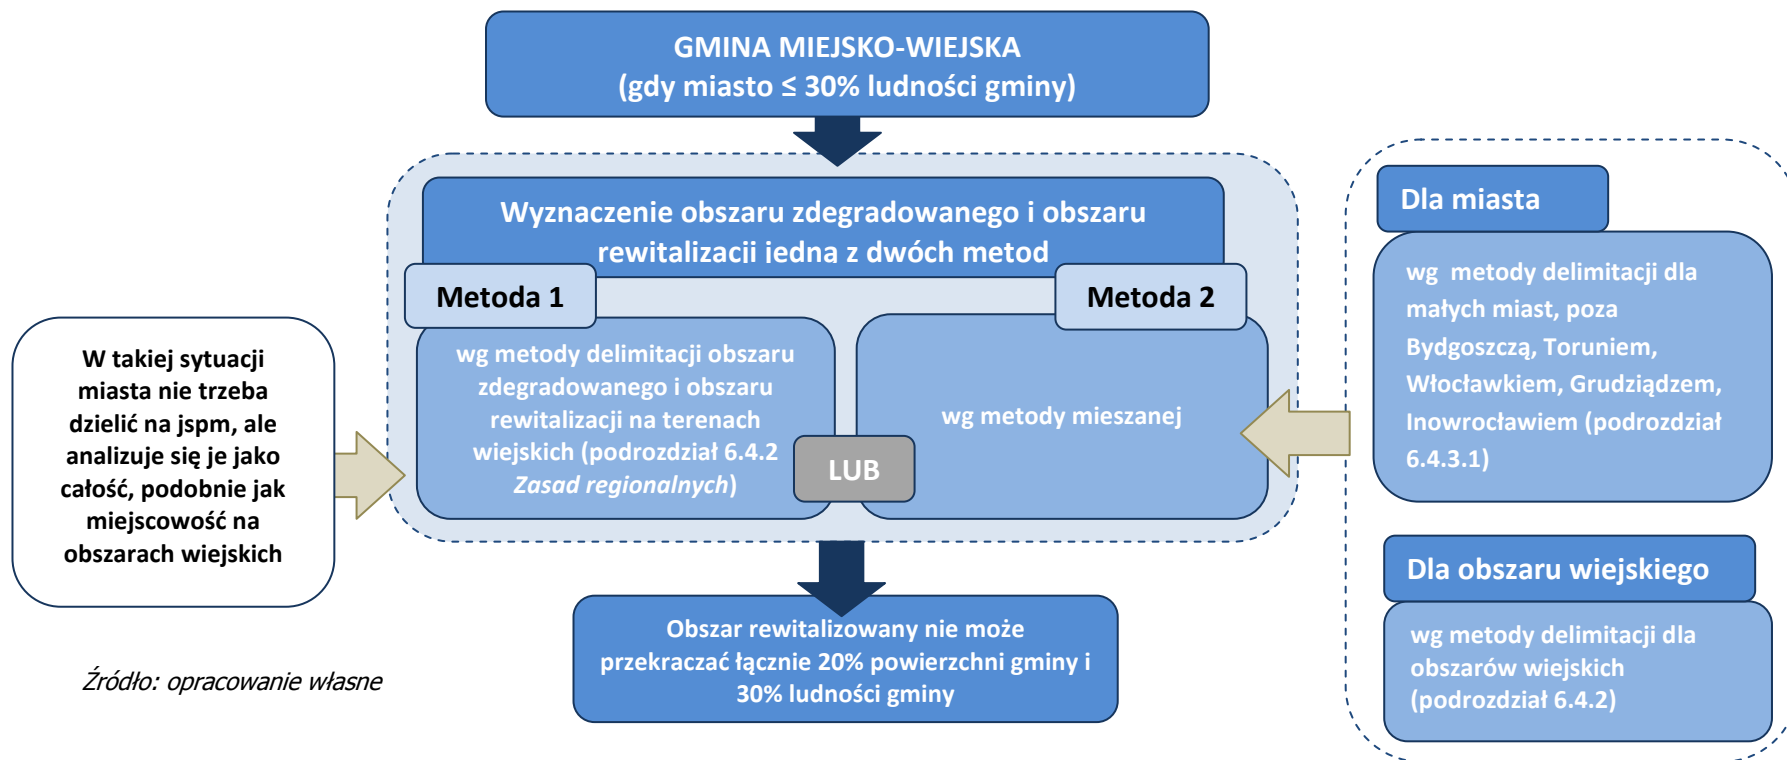 GMINA MIEJSKO-WIEJSKA
(gdy miasto ≤ 30% ludności gminy)
Wyznaczenie obszaru zdegradowanego i obszaru
rewitalizacji jedną z dwóch metod
Metoda 1
wg metody delimitacji obszaru
zdegradowanego i obszaru
rewitalizacji na terenach
wiejskich (podrozdział 6.4.2
Zasad regionalnych)
LUB
Metoda 2
wg metody mieszanej
W takiej sytuacji
miasta nie trzeba
dzielić na jspm, ale
analizuje się je jako
całość, podobnie jak
miejscowość na
obszarach wiejskich
Dla miasta
wg metody delimitacji dla
małych miast, poza
Bydgoszczą, Toruniem,
Włocławkiem, Grudziądzem,
Inowrocławiem (podrozdział
6.4.3.1)
Dla obszaru wiejskiego
wg metody delimitacji dla
obszarów wiejskich
(podrozdział 6.4.2)
Obszar rewitalizowany nie może
przekraczać łącznie 20% powierzchni gminy i
30% ludności gminy
Źródło: opracowanie własne